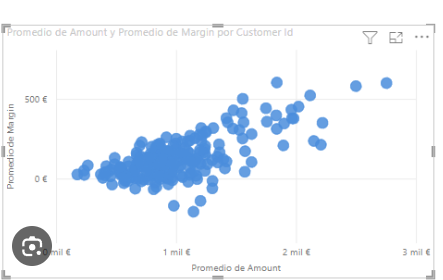 Promedio de Amount y Promedio de Margin por Customer Id
Promedio de Margin
500 €
0 €
mil € 1 mil € 2 mil € 3 mil €
Promedio de Amount